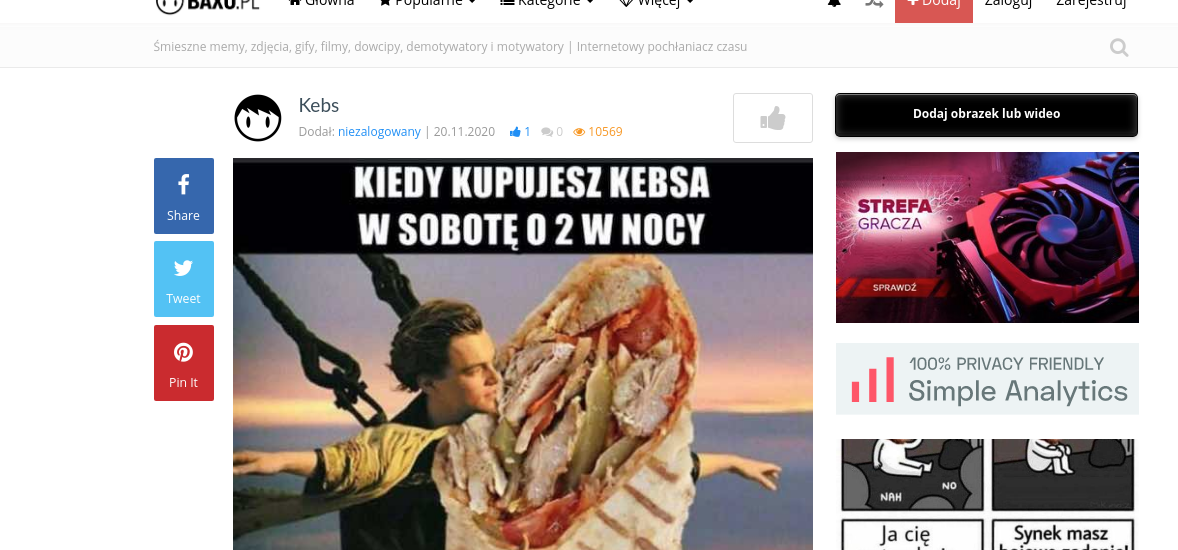 BAXU.PL Główna Popularne Kategorie Więcej Dodaj Zaloguj Zarejestruj
Śmieszne memy, zdjęcia, gify, filmy, dowcipy, demotywatory i motywatory | Internetowy pochłaniacz czasu
Kebs
Dodał: niezalogowany | 20.11.2020 1 0 10569
Dodaj obrazek lub wideo
Share
Tweet
Pin It
KIEDY KUPUJESZ KEBSA
W SOBOTĘ O 2 W NOCY
STREFA
GRACZA
SPRAWDŹ
100% PRIVACY FRIENDLY
Simple Analytics
NAH
NO
Ja cię
Synek masz